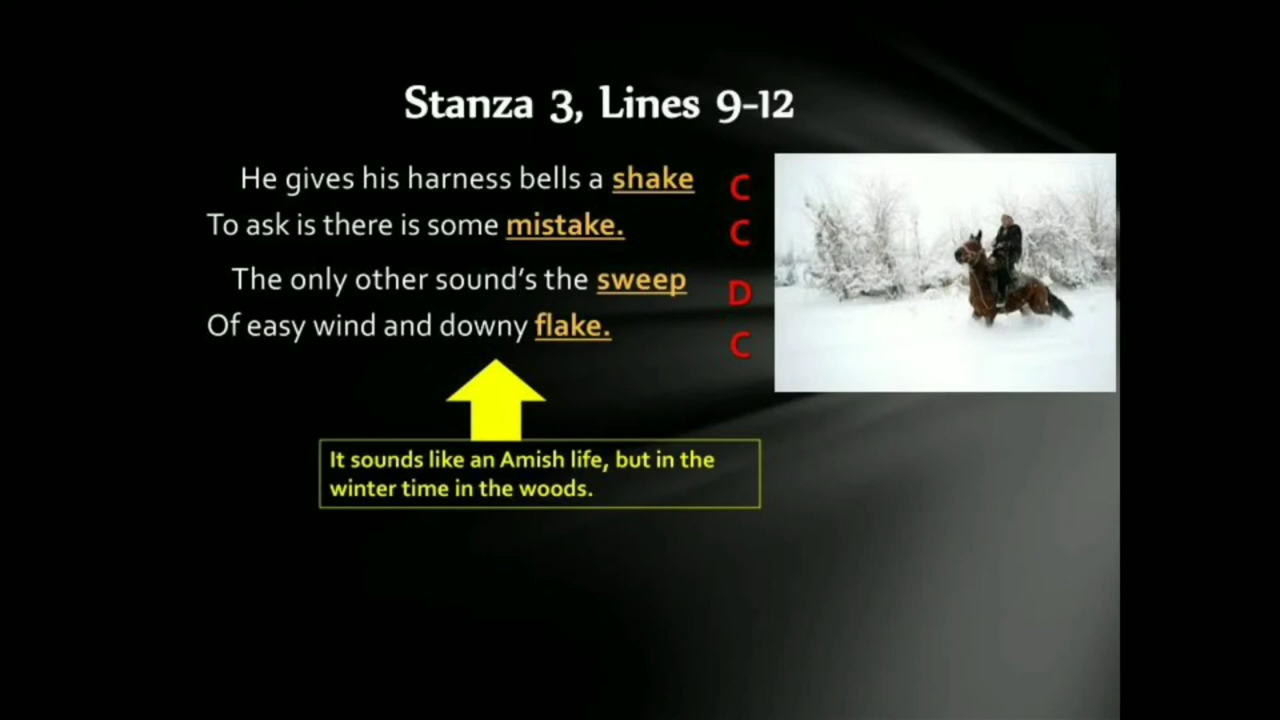 Stanza 3, Lines 9-12
He gives his harness bells a shake C
To ask is there is some mistake. C
The only other sound's the sweep D
Of easy wind and downy flake. C
It sounds like an Amish life, but in the
winter time in the woods.